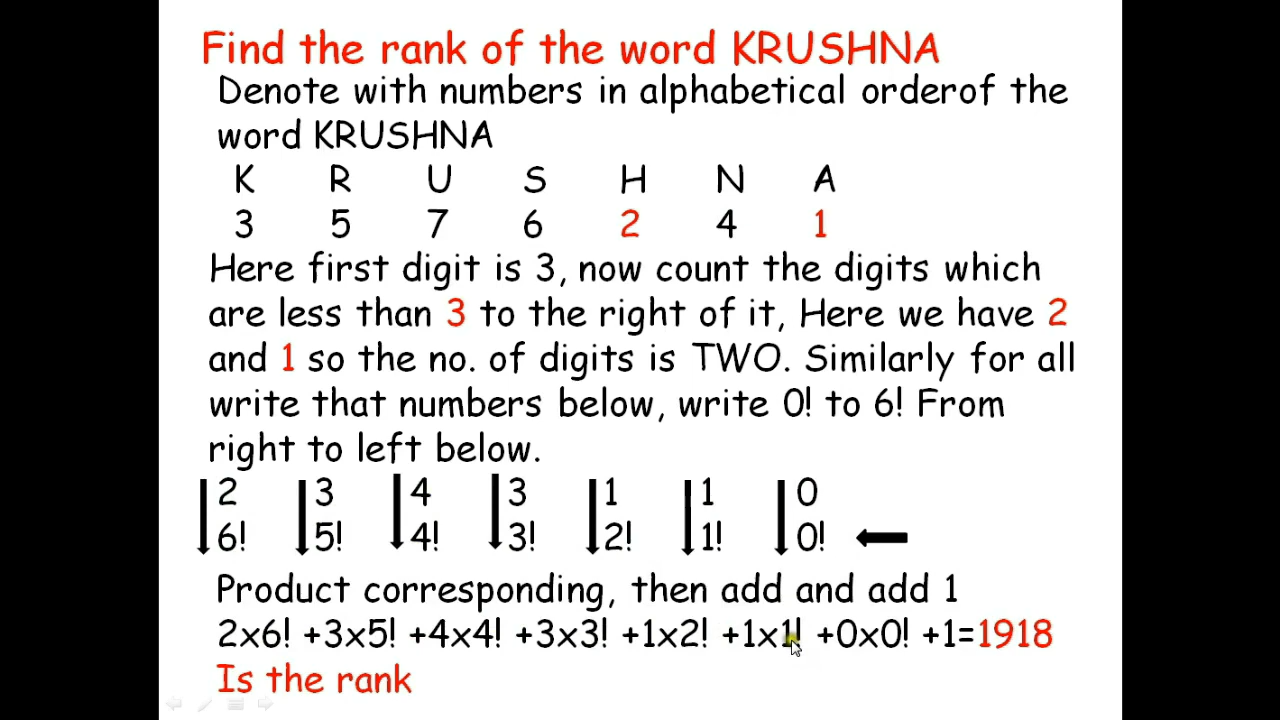 Find the rank of the word KRUSHNA
Denote with numbers in alphabetical orderof the
word KRUSHNA
K R U S H N A
3 5 7 6 2 4 1
Here first digit is 3, now count the digits which
are less than 3 to the right of it, Here we have 2
and 1 so the no. of digits is TWO. Similarly for all
write that numbers below, write 0! to 6! From
right to left below.
2 3 4 3 1 1 0
6! 5! 4! 3! 2! 1! 0!
Product corresponding, then add and add 1
2x6! +3x5! +4x4! +3x3! +1x2! +1x1! +0x0! +1=1918
Is the rank